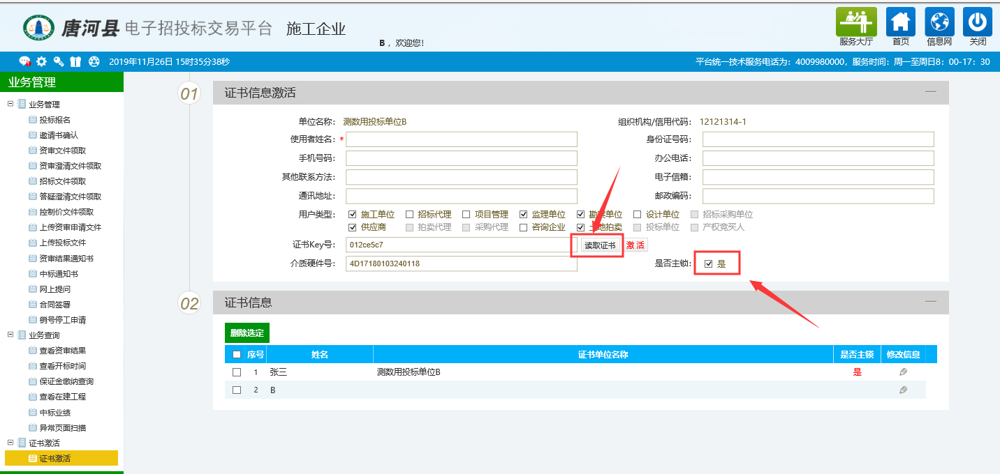 唐河县 电子招投标交易平台 施工企业
B ，欢迎您!
服务大厅 首页 信息网 关闭
2019年11月26日 15时35分38秒
平台统一技术服务电话为：4009980000，服务时间：周一至周日8：00-17：30
业务管理
业务管理
投标报名
邀请书确认
资审文件领取
资审澄清文件领取
招标文件领取
答疑澄清文件领取
控制价文件领取
上传资审申请文件
上传投标文件
资审结果通知书
中标通知书
网上提问
合同签署
销号停工申请
业务查询
查看资审结果
查看开标时间
保证金缴纳查询
查看在建工程
中标业绩
异常页面扫描
证书激活
证书激活
01 证书信息激活
单位名称： 测数用投标单位B 组织机构/信用代码： 12121314-1
使用者姓名： * 身份证号码：
手机号码： 办公电话：
其他联系方法： 电子信箱：
通讯地址： 邮政编码：
用户类型： 施工单位 招标代理 项目管理 监理单位 勘察单位 设计单位 招标采购单位
供应商 拍卖代理 采购代理 咨询企业 土地拍卖 投标单位 产权竞买人
证书Key号： 012ce5c7 读取证书 激 活
介质硬件号： 4D17180103240118 是否主锁： 是
02 证书信息
删除选定
序号 姓名 证书单位名称 是否主锁 修改信息
1 张三 测数用投标单位B 是
2 B